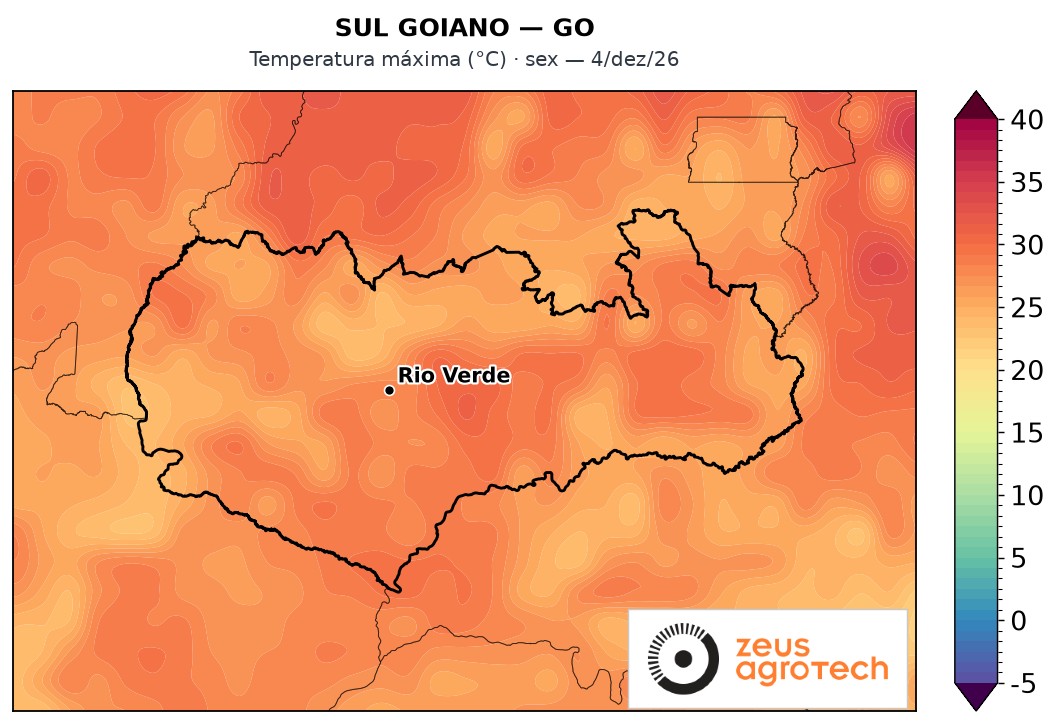 SUL GOIANO — GO
Temperatura máxima (°C) · sex — 4/dez/26
Rio Verde
40
35
30
25
20
15
10
5
0
-5
zeus
agrotech